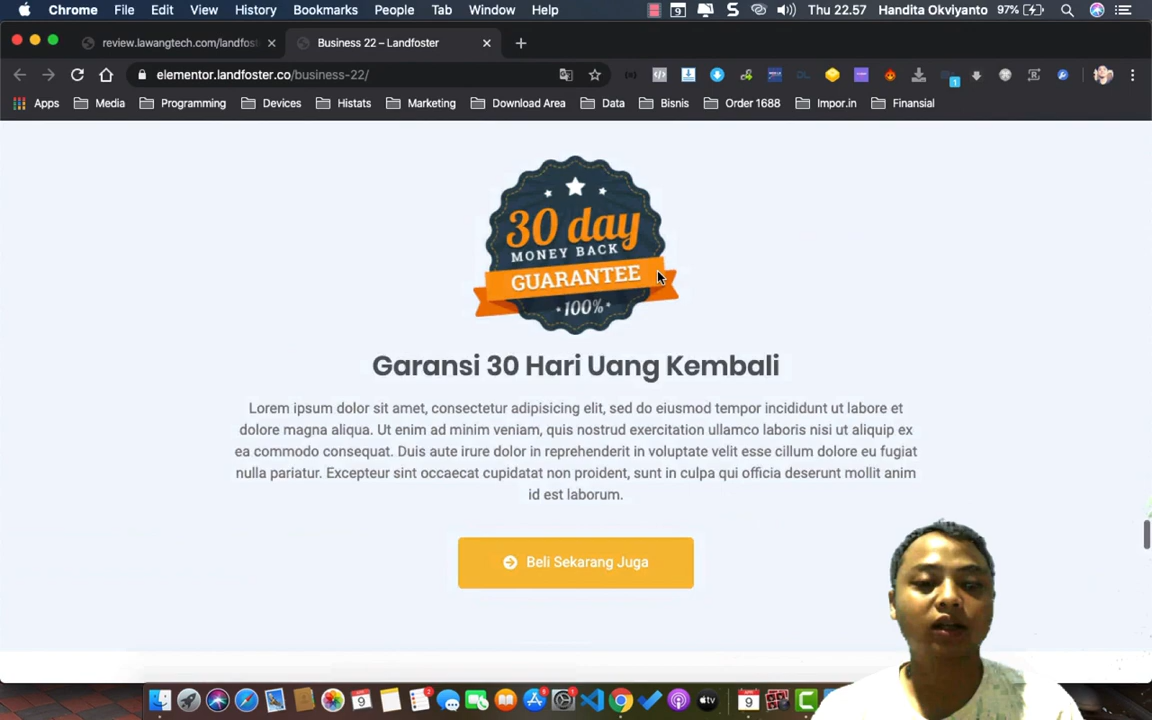 Chrome File Edit View History Bookmarks People Tab Window Help Thu 22.57 Handita Okviyanto 97%
review.lawangtech.com/landfost Business 22 – Landfoster
elementor.landfoster.co/business-22/
Apps Media Programming Devices Histats Marketing Download Area Data Bisnis Order 1688 Impor.in Finansial
30 day
MONEY BACK
GUARANTEE
100%
Garansi 30 Hari Uang Kembali
Lorem ipsum dolor sit amet, consectetur adipisicing elit, sed do eiusmod tempor incididunt ut labore et
dolore magna aliqua. Ut enim ad minim veniam, quis nostrud exercitation ullamco laboris nisi ut aliquip ex
ea commodo consequat. Duis aute irure dolor in reprehenderit in voluptate velit esse cillum dolore eu fugiat
nulla pariatur. Excepteur sint occaecat cupidatat non proident, sunt in culpa qui officia deserunt mollit anim
id est laborum.
Beli Sekarang Juga